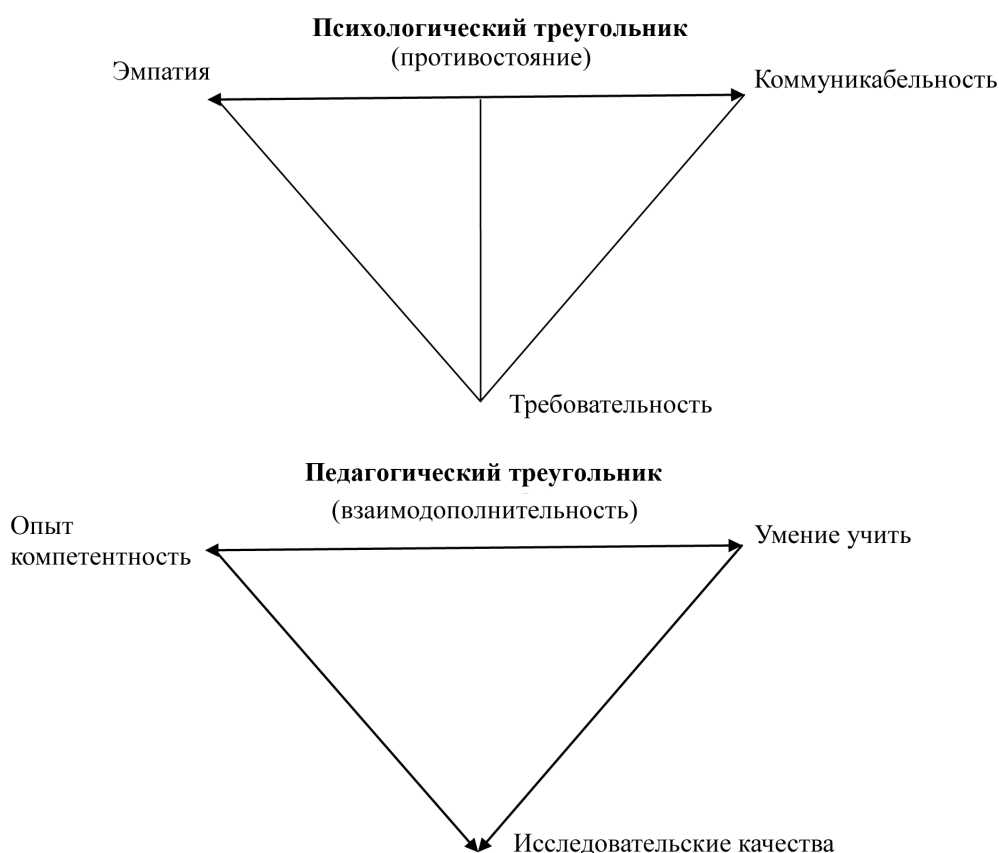 Психологический треугольник
(противостояние)
Эмпатия
Коммуникабельность
Требовательность
Педагогический треугольник
(взаимодополнительность)
Опыт
компетентность
Умение учить
Исследовательские качества